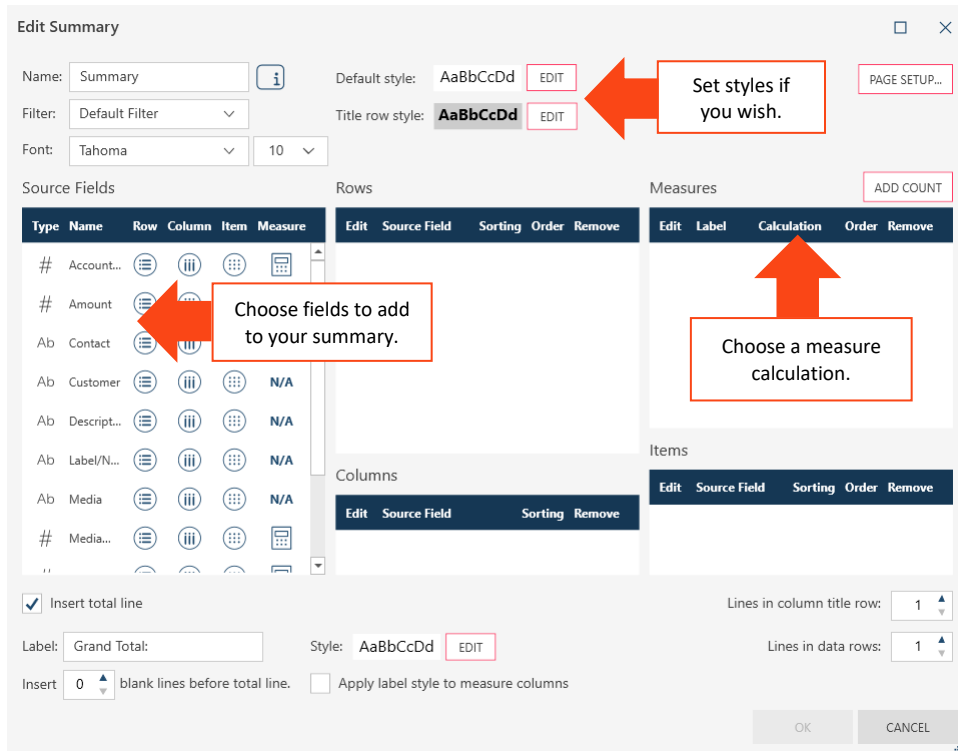 Edit Summary
Name: Summary i
Default style: AaBbCcDd EDIT
PAGE SETUP...
Filter: Default Filter
Title row style: AaBbCcDd EDIT
Set styles if
you wish.
Font: Tahoma 10
Source Fields
Rows
Measures
ADD COUNT
Type Name Row Column Item Measure
Edit Source Field Sorting Order Remove
Edit Label Calculation Order Remove
# Account...
# Amount
Choose fields to add
to your summary.
Ab Contact
Choose a measure
calculation.
Ab Customer N/A
Ab Descript... N/A
Ab Label/N... N/A
Ab Media N/A
# Media...
Columns
Edit Source Field Sorting Remove
Items
Edit Source Field Sorting Order Remove
Insert total line
Lines in column title row: 1
Label: Grand Total:
Style: AaBbCcDd EDIT
Lines in data rows: 1
Insert 0 blank lines before total line.
Apply label style to measure columns
OK CANCEL